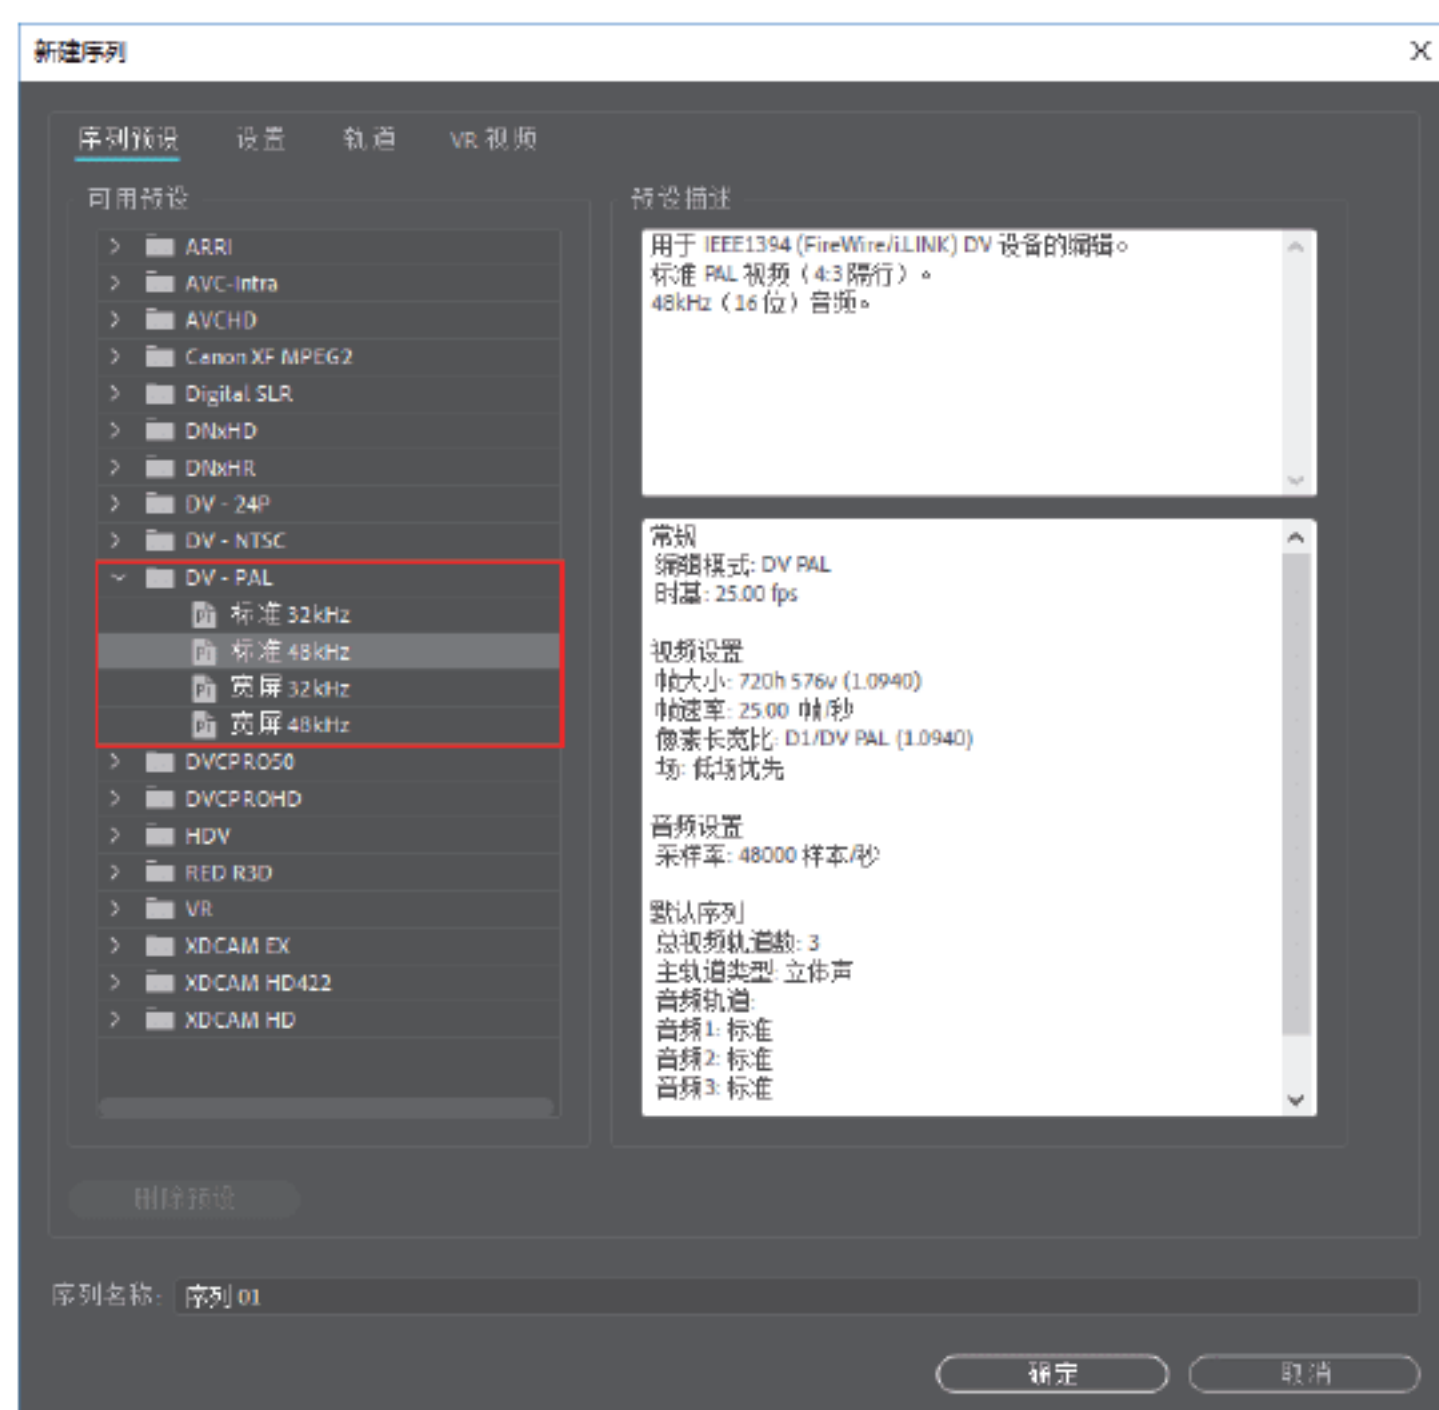 新建序列
序列预设 设置 轨道 VR 视频
可用预设
ARRI
AVC-Intra
AVCHD
Canon XF MPEG2
Digital SLR
DNxHD
DNxHR
DV - 24P
DV - NTSC
DV - PAL
标准 32kHz
标准 48kHz
宽屏 32kHz
宽屏 48kHz
DVCPRO50
DVCPROHD
HDV
RED R3D
VR
XDCAM EX
XDCAM HD422
XDCAM HD
预设描述
用于 IEEE1394 (FireWire/i.LINK) DV 设备的编辑。
标准 PAL 视频（4:3 隔行）。
48kHz（16 位）音频。
常规
编辑模式: DV PAL
时基: 25.00 fps
视频设置
帧大小: 720h 576v (1.0940)
帧速率: 25.00 帧/秒
像素长宽比: D1/DV PAL (1.0940)
场: 低场优先
音频设置
采样率: 48000 样本/秒
默认序列
总视频轨道数: 3
主轨道类型: 立体声
音频轨道:
音频1: 标准
音频2: 标准
音频3: 标准
删除预设
序列名称: 序列 01
确定 取消